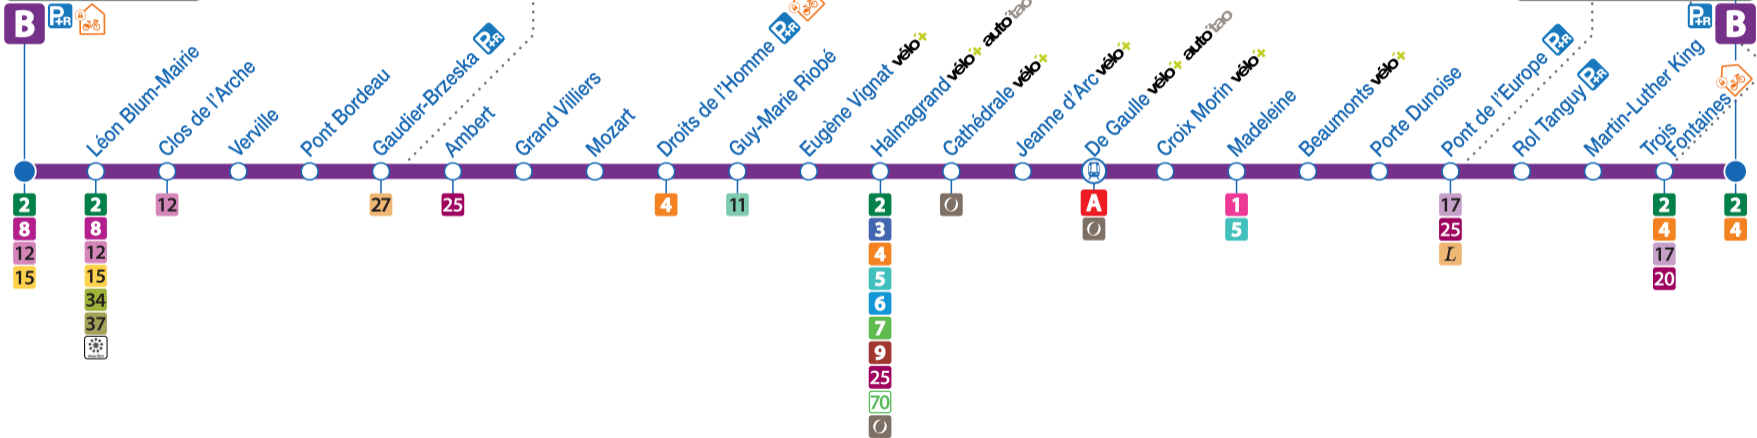 B P+R
Léon Blum-Mairie
Clos de l'Arche
Verville
Pont Bordeau
Gaudier-Brzeska P+R
Ambert
Grand Villiers
Mozart
Droits de l'Homme P+R
Guy-Marie Riobé
Eugène Vignat vélo+
Halmagrand vélo+ autotao
Cathédrale vélo+
Jeanne d'Arc vélo+
De Gaulle vélo+ autotao
Croix Morin vélo+
Madeleine
Beaumonts vélo+
Porte Dunoise
Pont de l'Europe P+R
Rol Tanguy P+R
Martin-Luther King
Trois
Fontaines
P+R B
2
8
12
15
2
8
12
15
34
37
12
27
25
4
11
2
3
4
5
6
7
9
25
70
O
O
A
O
1
5
17
25
L
2
4
17
20
2
4